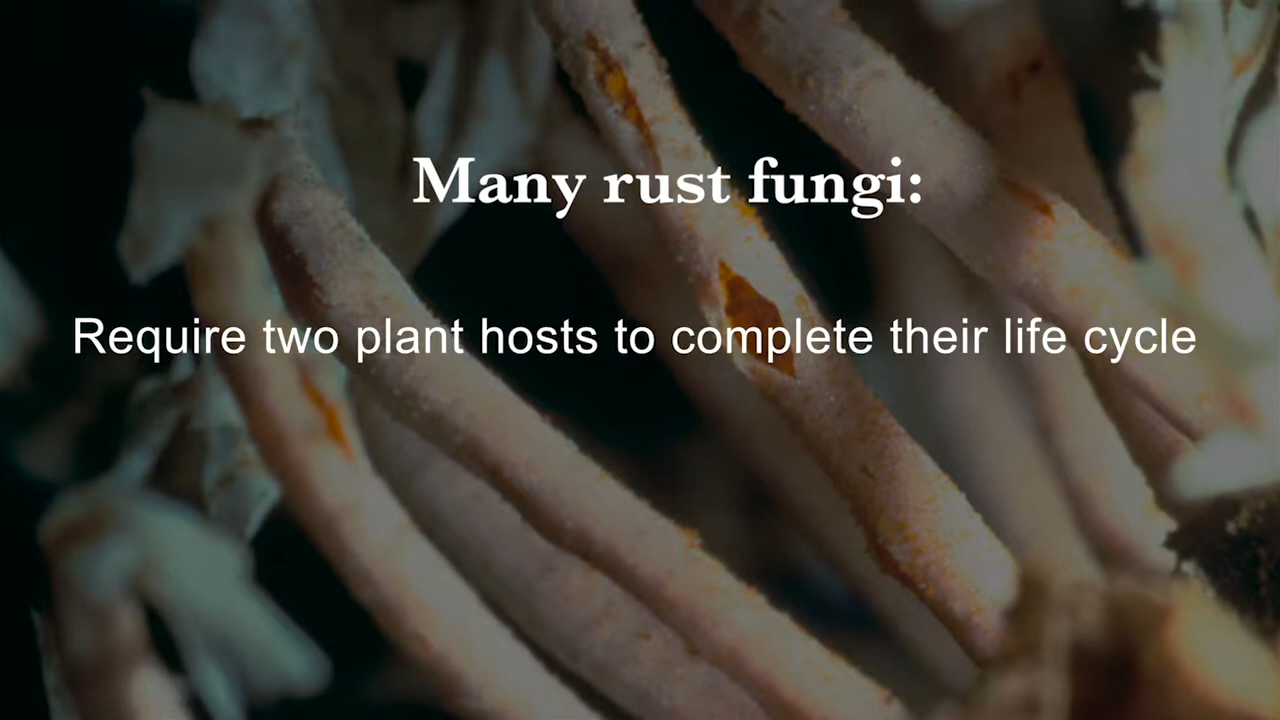 Many rust fungi:
Require two plant hosts to complete their life cycle